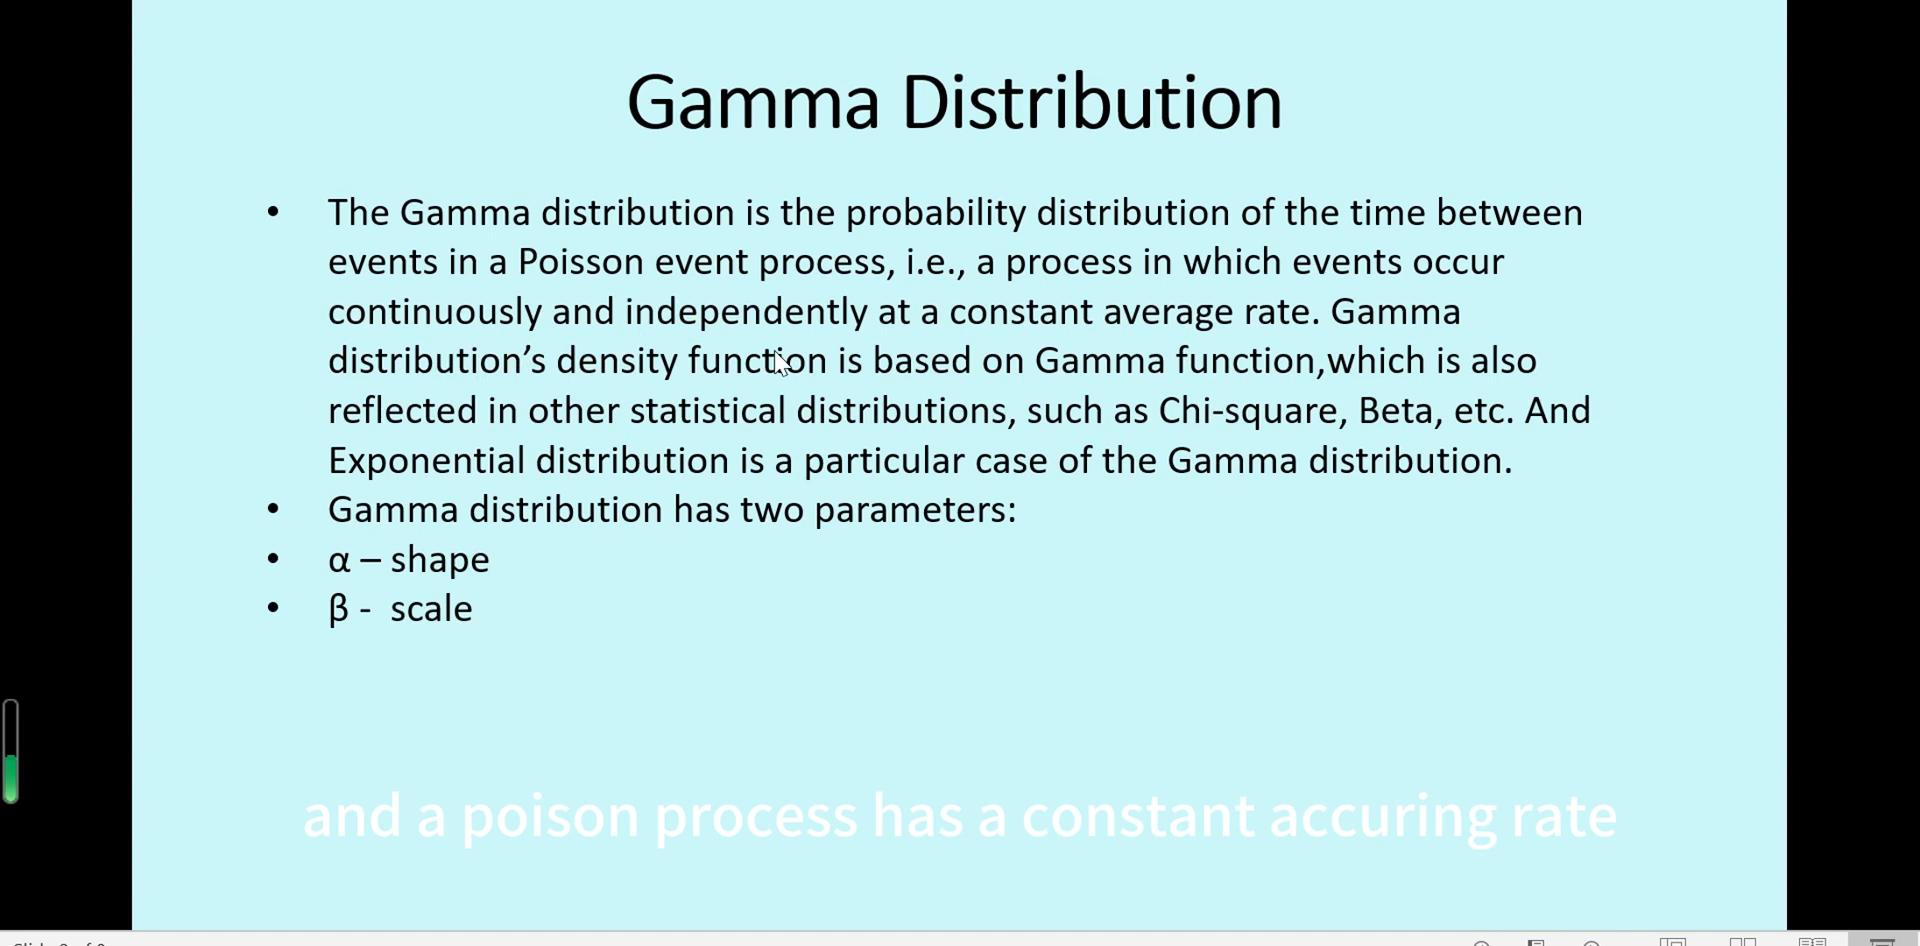 Gamma Distribution
• The Gamma distribution is the probability distribution of the time between
events in a Poisson event process, i.e., a process in which events occur
continuously and independently at a constant average rate. Gamma
distribution’s density function is based on Gamma function,which is also
reflected in other statistical distributions, such as Chi-square, Beta, etc. And
Exponential distribution is a particular case of the Gamma distribution.
• Gamma distribution has two parameters:
• α – shape
• β - scale
and a poison process has a constant accuring rate